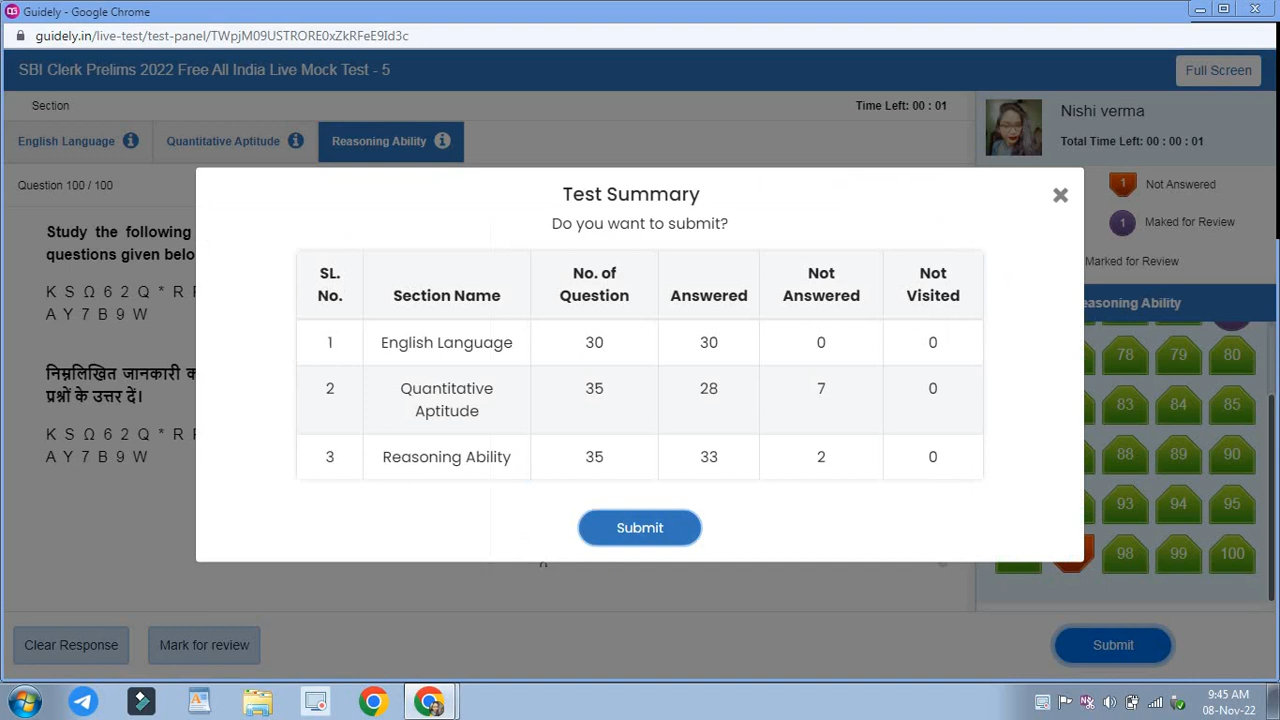 Guidely - Google Chrome
guidely.in/live-test/test-panel/TWpjM09USTRORE0xZkRFeE9Id3c
SBI Clerk Prelims 2022 Free All India Live Mock Test - 5
Full Screen
Section
Time Left: 00 : 01
Nishi verma
Total Time Left: 00 : 00 : 01
English Language
Quantitative Aptitude
Reasoning Ability
Question 100 / 100
1 Not Answered
1 Maked for Review
Marked for Review
Study the following
questions given belo
K S Ω 6 2 Q * R
A Y 7 B 9 W
निम्नलिखित जानकारी
प्रश्नों के उत्तर दें।
K S Ω 6 2 Q * R
A Y 7 B 9 W
Test Summary
Do you want to submit?
SL. No. Section Name No. of Question Answered Not Answered Not Visited
1 English Language 30 30 0 0
2 Quantitative Aptitude 35 28 7 0
3 Reasoning Ability 35 33 2 0
Submit
easoning Ability
78 79 80
83 84 85
88 89 90
93 94 95
98 99 100
Clear Response
Mark for review
Submit
9:45 AM
08-Nov-22